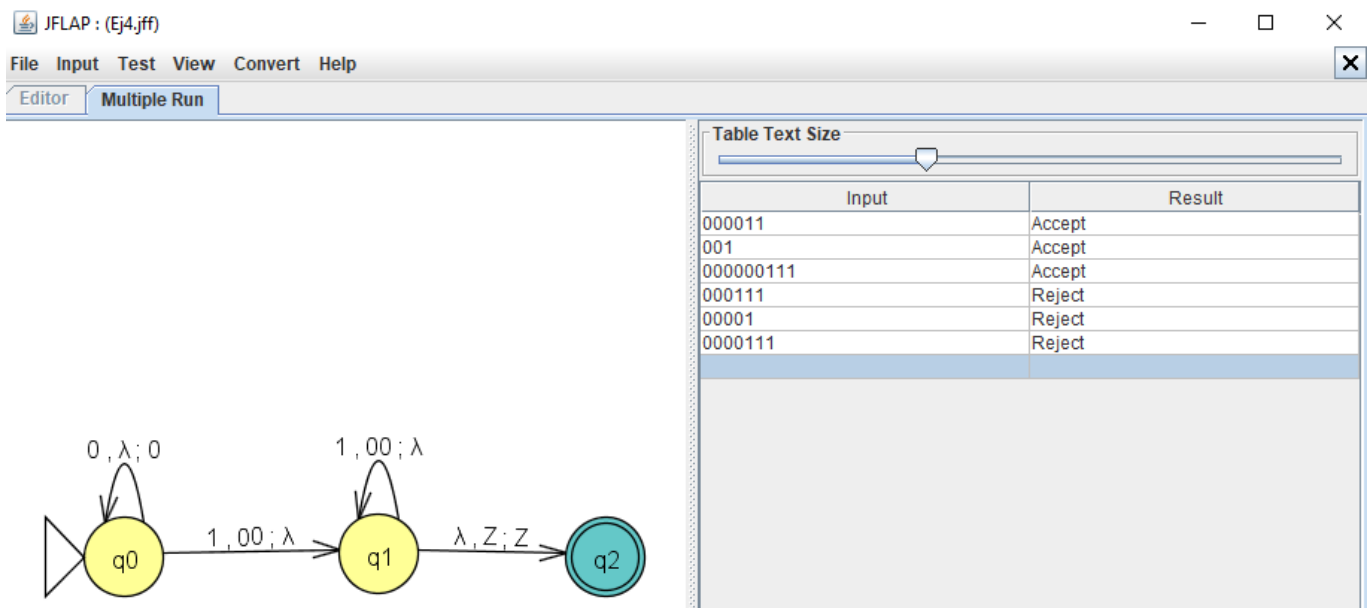 JFLAP : (Ej4.jff)
File Input Test View Convert Help
Editor Multiple Run
Table Text Size
Input Result
000011 Accept
001 Accept
000000111 Accept
000111 Reject
00001 Reject
0000111 Reject
0 , λ ; 0
1 , 00 ; λ
1 , 00 ; λ
λ , Z ; Z
q0
q1
q2